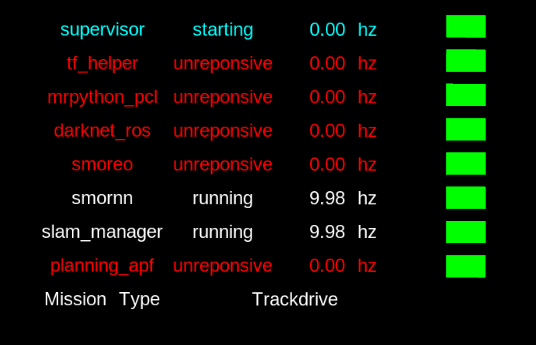 supervisor starting 0.00 hz
tf_helper unreponsive 0.00 hz
mrpython_pcl unreponsive 0.00 hz
darknet_ros unreponsive 0.00 hz
smoreo unreponsive 0.00 hz
smornn running 9.98 hz
slam_manager running 9.98 hz
planning_apf unreponsive 0.00 hz
Mission Type Trackdrive